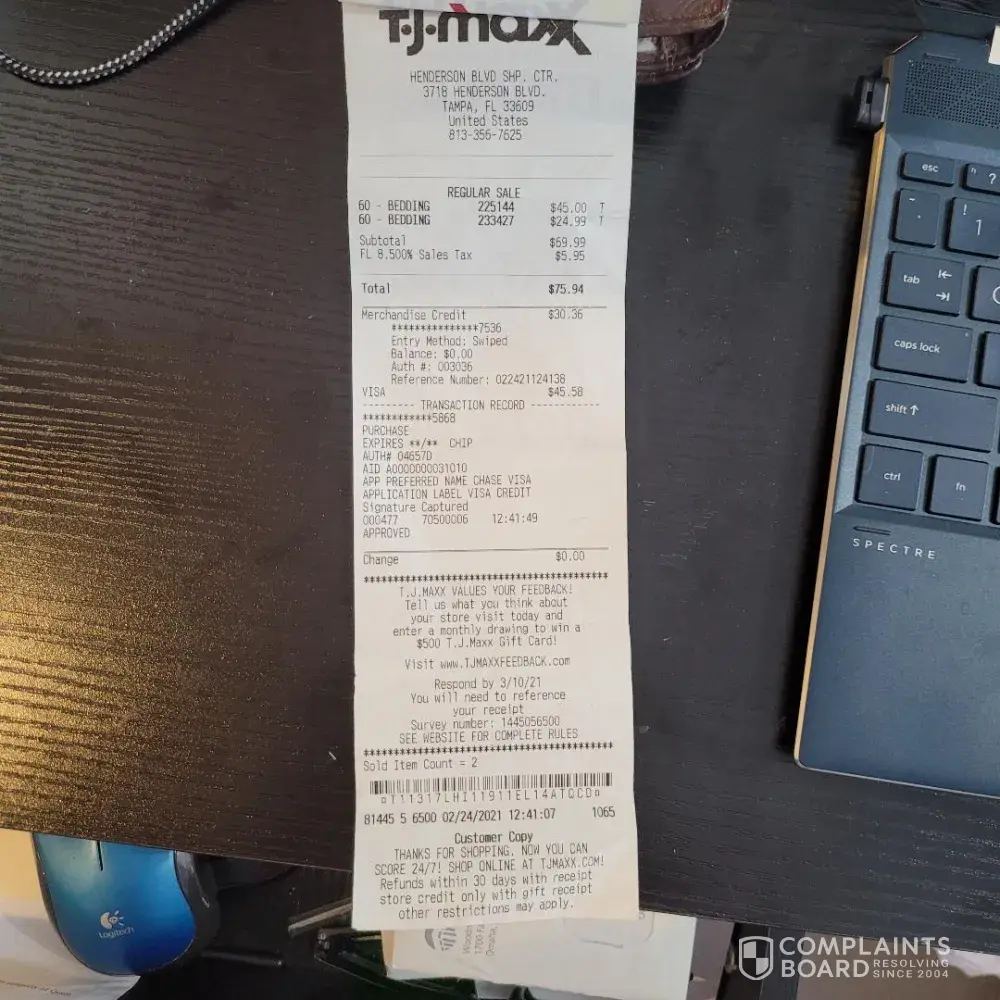 T.J.maxx
HENDERSON BLVD SHP. CTR.
3718 HENDERSON BLVD.
TAMPA, FL 33609
United States
813-356-7625
REGULAR SALE
60 - BEDDING 225144 $45.00 T
60 - BEDDING 233427 $24.99 T
Subtotal $69.99
FL 8.500% Sales Tax $5.95
Total $75.94
Merchandise Credit $30.36
***************7536
Entry Method: Swiped
Balance: $0.00
Auth #: 003036
Reference Number: 022421124138
VISA $45.58
--------- TRANSACTION RECORD ------------
************5868
PURCHASE
EXPIRES **/** CHIP
AUTH# 04657D
AID A0000000031010
APP PREFERRED NAME CHASE VISA
APPLICATION LABEL VISA CREDIT
Signature Captured
000477 70500006 12:41:49
APPROVED
Change $0.00
T.J.MAXX VALUES YOUR FEEDBACK!
Tell us what you think about
your store visit today and
enter a monthly drawing to win a
$500 T.J.Maxx Gift Card!
Visit www.TJMAXXFEEDBACK.com
Respond by 3/10/21
You will need to reference
your receipt
Survey number: 1445056500
SEE WEBSITE FOR COMPLETE RULES
Sold Item Count = 2
¤T11317LHI11911EL14ATQCD¤
81445 5 6500 02/24/2021 12:41:07 1065
Customer Copy
THANKS FOR SHOPPING. NOW YOU CAN
SCORE 24/7! SHOP ONLINE AT TJMAXX.COM!
Refunds within 30 days with receipt
store credit only with gift receipt
other restrictions may apply.
esc
?
! 1
tab
caps lock
shift
ctrl
fn
SPECTRE
Logitech
COMPLAINTS
BOARD RESOLVING SINCE 2004